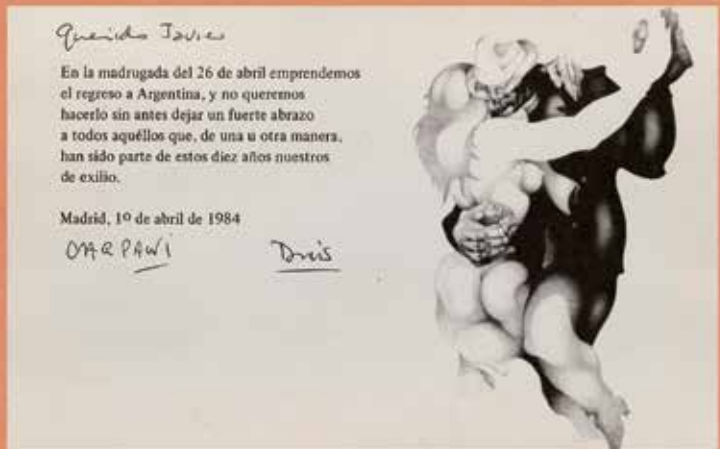 Querido Javier
En la madrugada del 26 de abril emprendemos
el regreso a Argentina, y no queremos
hacerlo sin antes dejar un fuerte abrazo
a todos aquéllos que, de una u otra manera,
han sido parte de estos diez años nuestros
de exilio.
Madrid, 1º de abril de 1984
CARPANI Doris